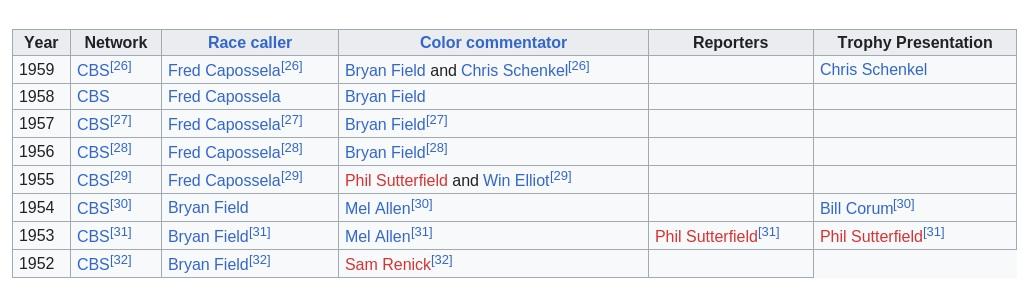 Year Network Race caller Color commentator Reporters Trophy Presentation
1959 CBS[26] Fred Capossela[26] Bryan Field and Chris Schenkel[26] Chris Schenkel
1958 CBS Fred Capossela Bryan Field
1957 CBS[27] Fred Capossela[27] Bryan Field[27]
1956 CBS[28] Fred Capossela[28] Bryan Field[28]
1955 CBS[29] Fred Capossela[29] Phil Sutterfield and Win Elliot[29]
1954 CBS[30] Bryan Field Mel Allen[30] Bill Corum[30]
1953 CBS[31] Bryan Field[31] Mel Allen[31] Phil Sutterfield[31] Phil Sutterfield[31]
1952 CBS[32] Bryan Field[32] Sam Renick[32]